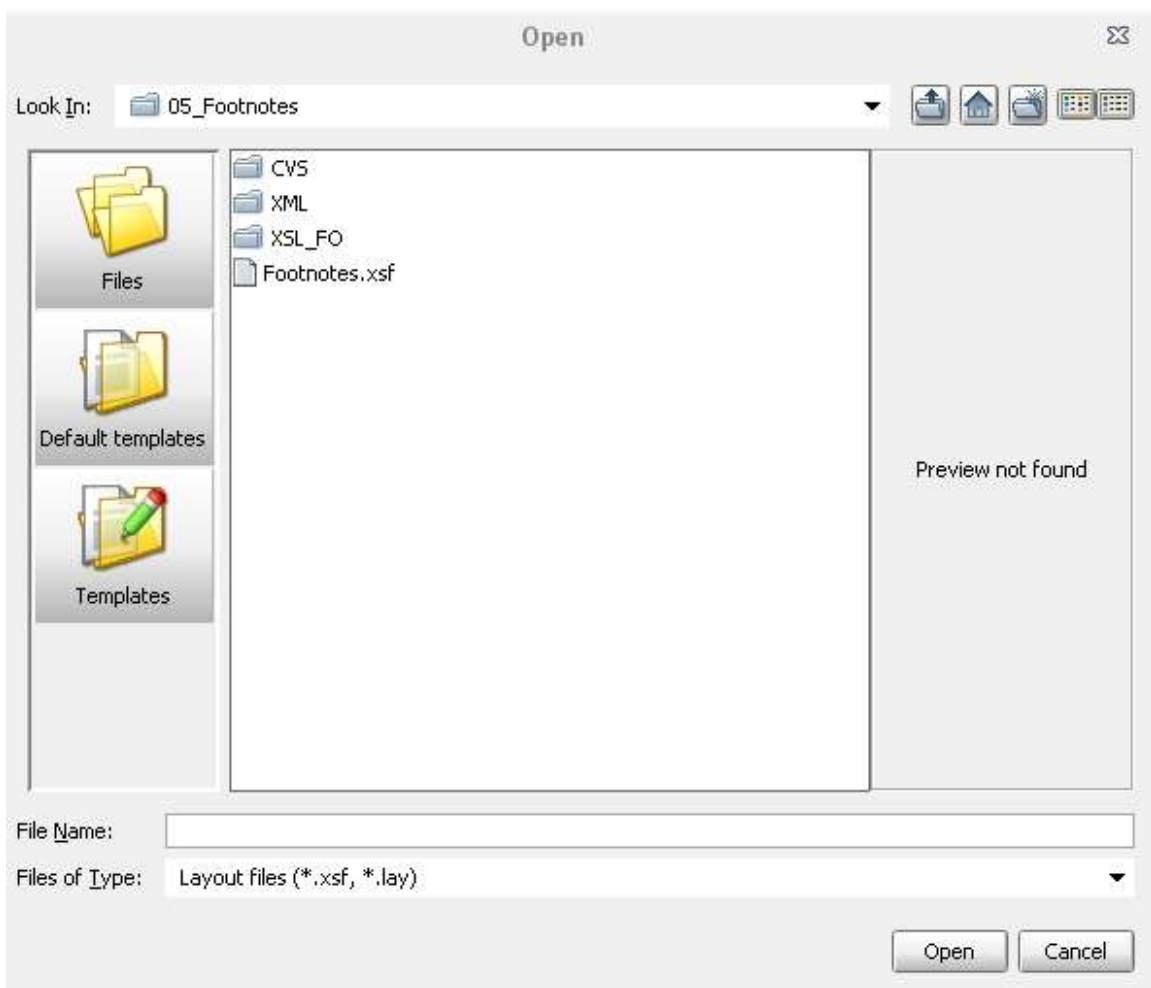 Open
Look In: 05_Footnotes
Files
Default templates
Templates
CVS
XML
XSL_FO
Footnotes.xsf
Preview not found
File Name:
Files of Type: Layout files (*.xsf, *.lay)
Open Cancel